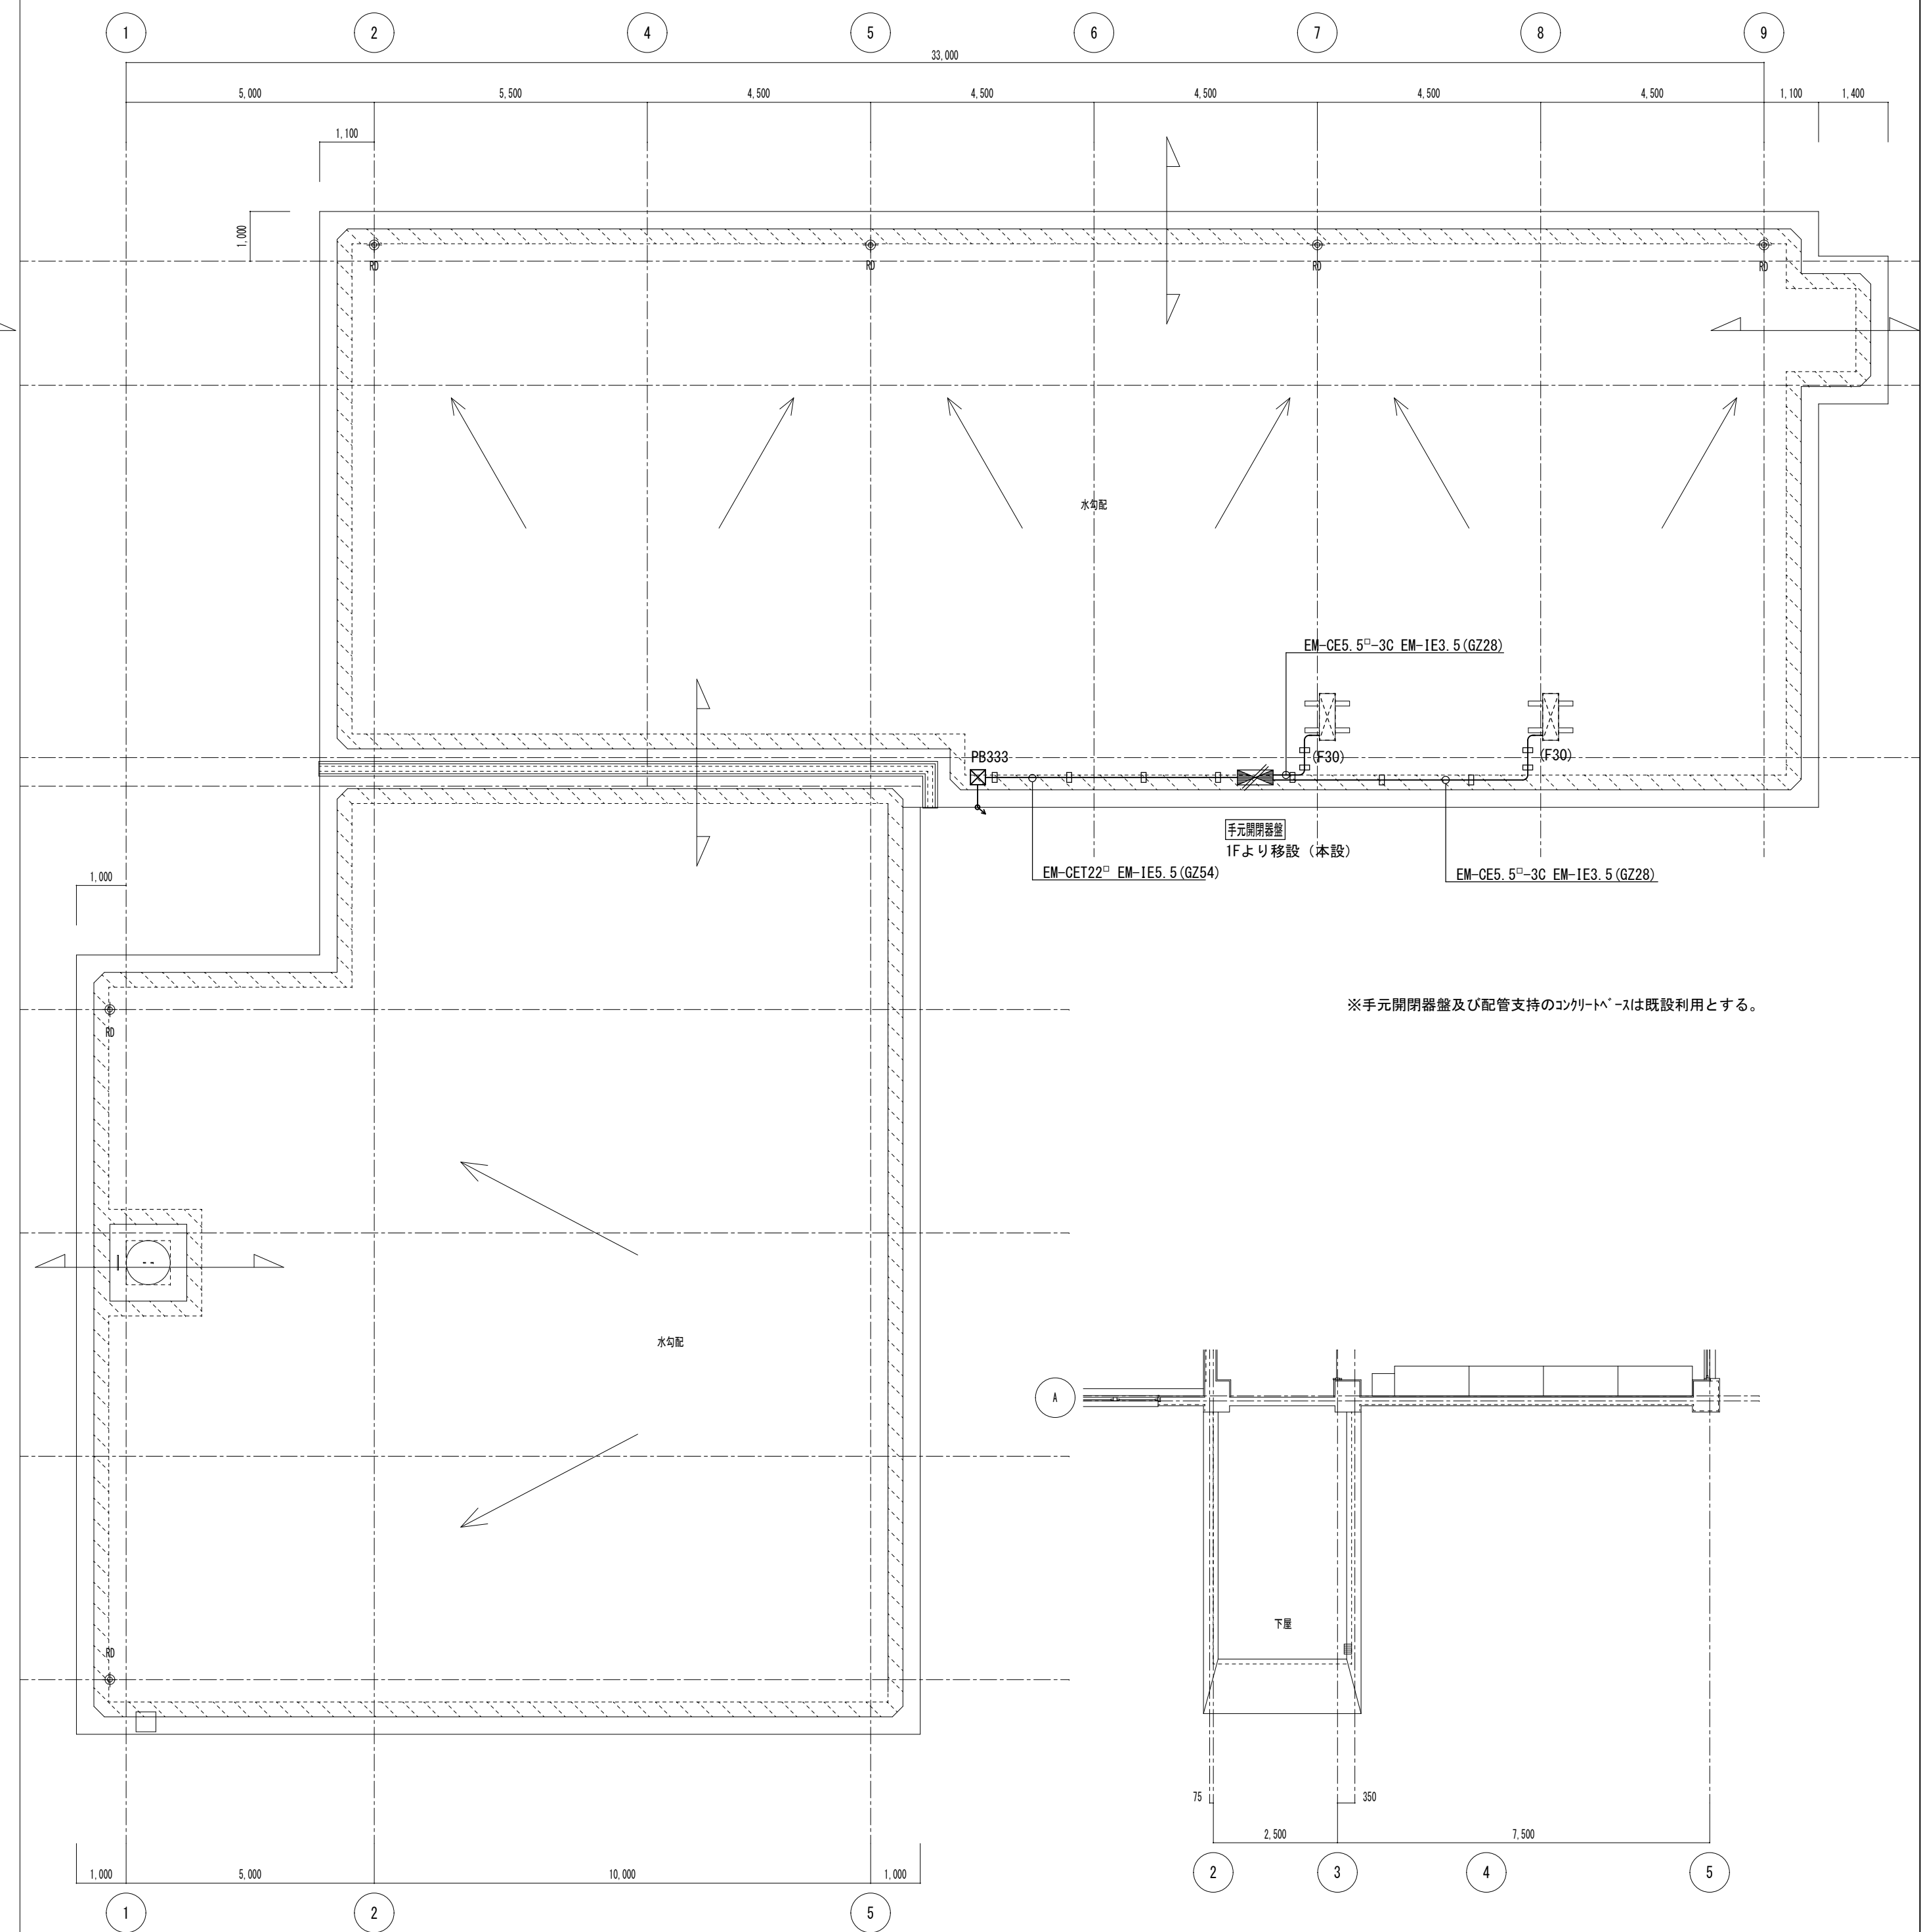 1 2 4 5 6 7 8 9
33,000
5,000 5,500 4,500 4,500 4,500 4,500 4,500 1,100 1,400
1,100
1,000
RD RD RD RD
水勾配
EM-CE5.5□-3C EM-IE3.5(GZ28)
PB333
(F30) (F30)
手元開閉器盤
1Fより移設（本設）
EM-CET22□ EM-IE5.5(GZ54)
EM-CE5.5□-3C EM-IE3.5(GZ28)
1,000
※手元開閉器盤及び配管支持のコンクリートベースは既設利用とする。
RD
水勾配
A
下屋
RD
75 350
2,500 7,500
2 3 4 5
1,000 5,000 10,000 1,000
1 2 5